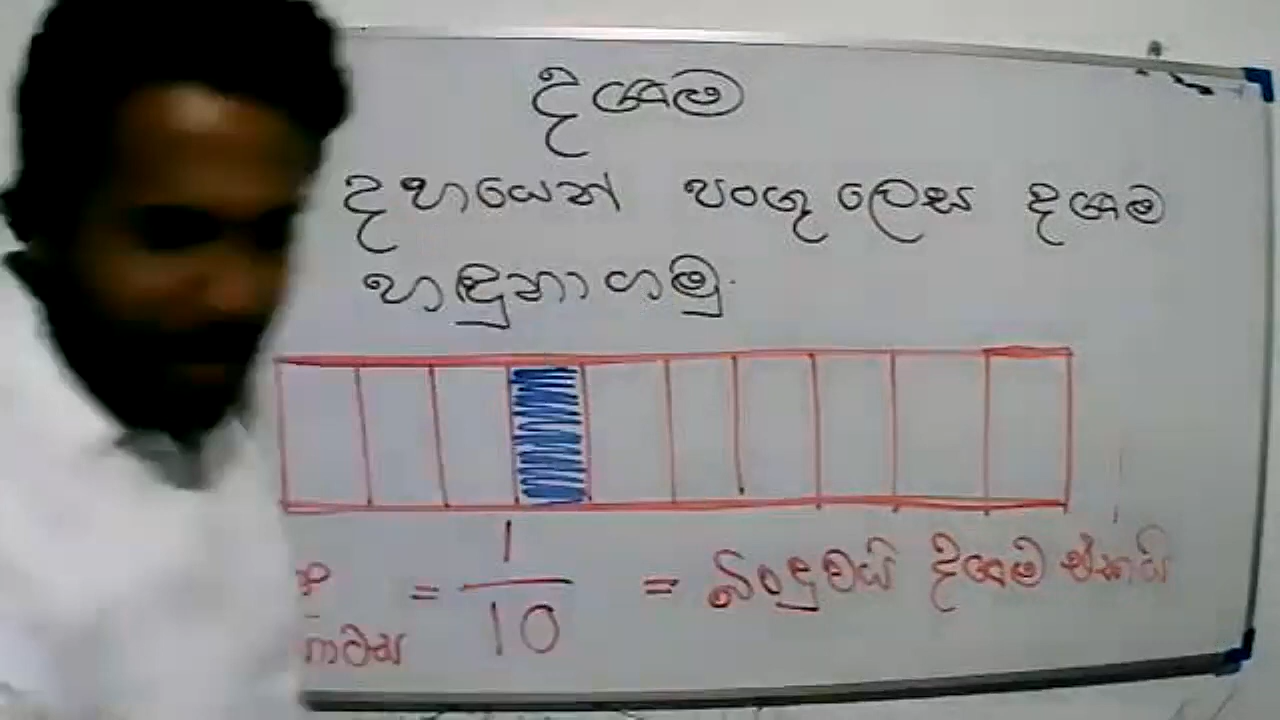 දශම
දහයෙන් පංගු ලෙස දශම
හඳුනාගමු.
= 1/10 = බිංදුවයි දශම එකයි